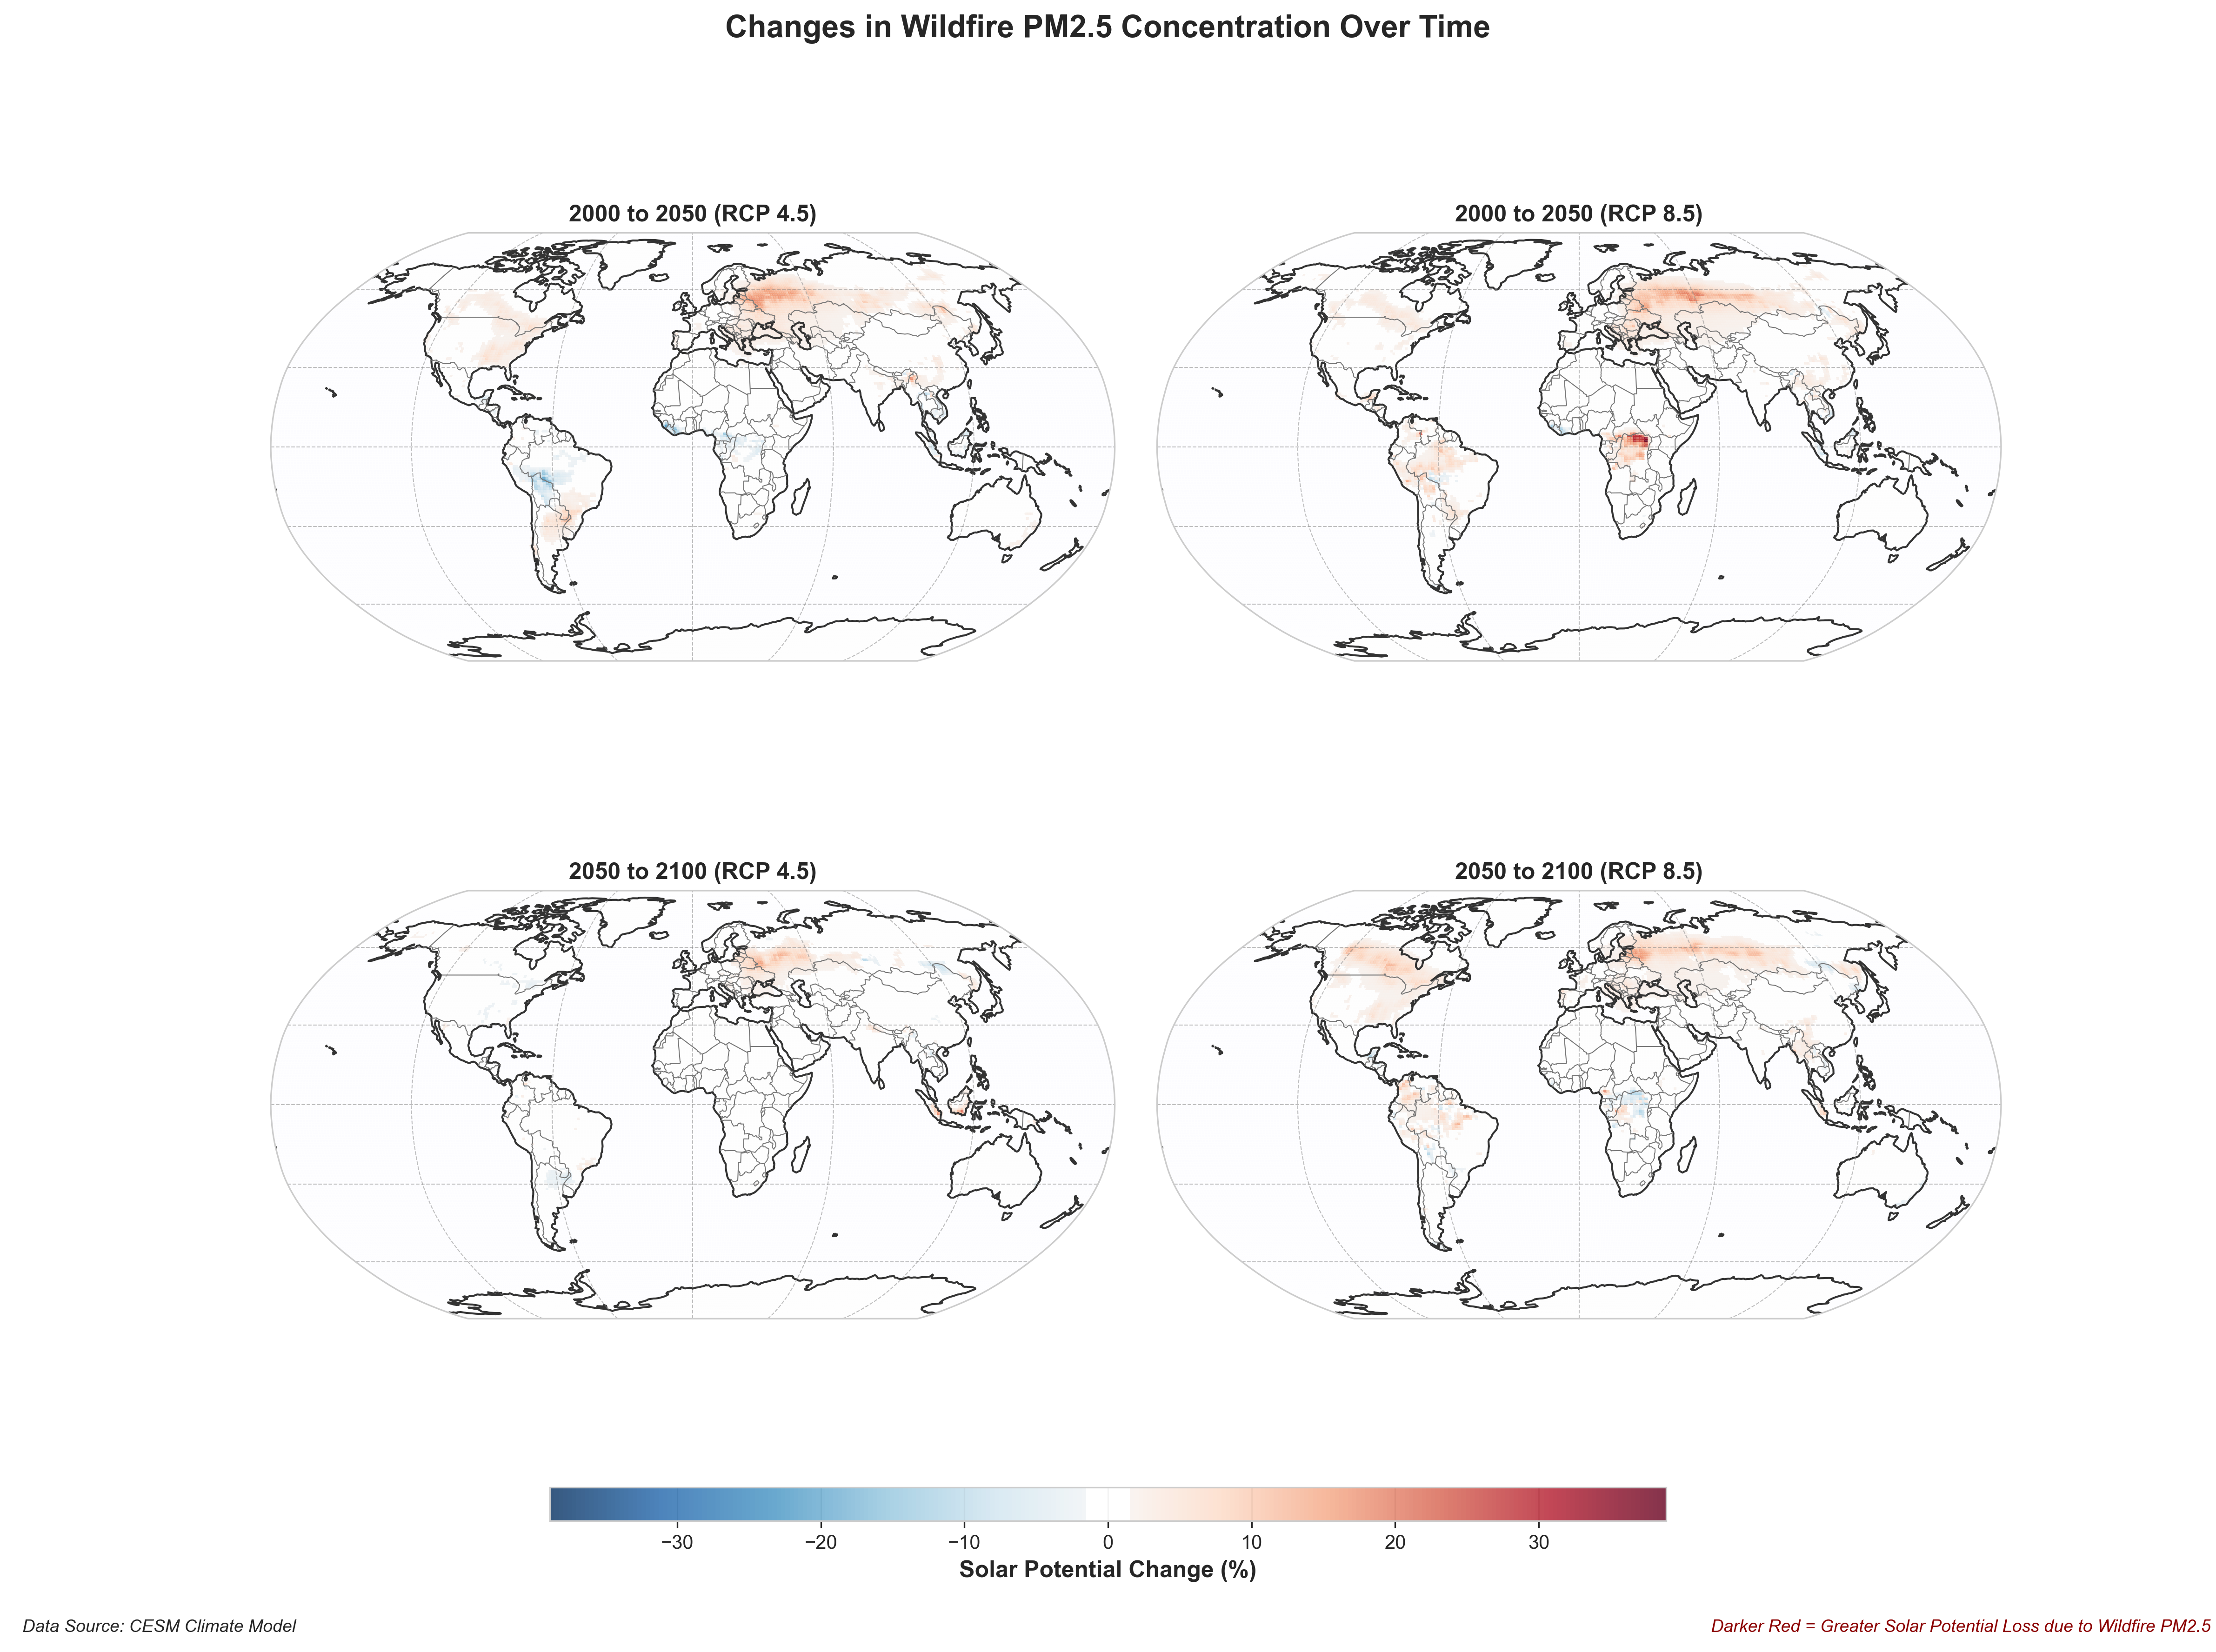 Changes in Wildfire PM2.5 Concentration Over Time
2000 to 2050 (RCP 4.5)
2000 to 2050 (RCP 8.5)
2050 to 2100 (RCP 4.5)
2050 to 2100 (RCP 8.5)
−30 −20 −10 0 10 20 30
Solar Potential Change (%)
Data Source: CESM Climate Model
Darker Red = Greater Solar Potential Loss due to Wildfire PM2.5